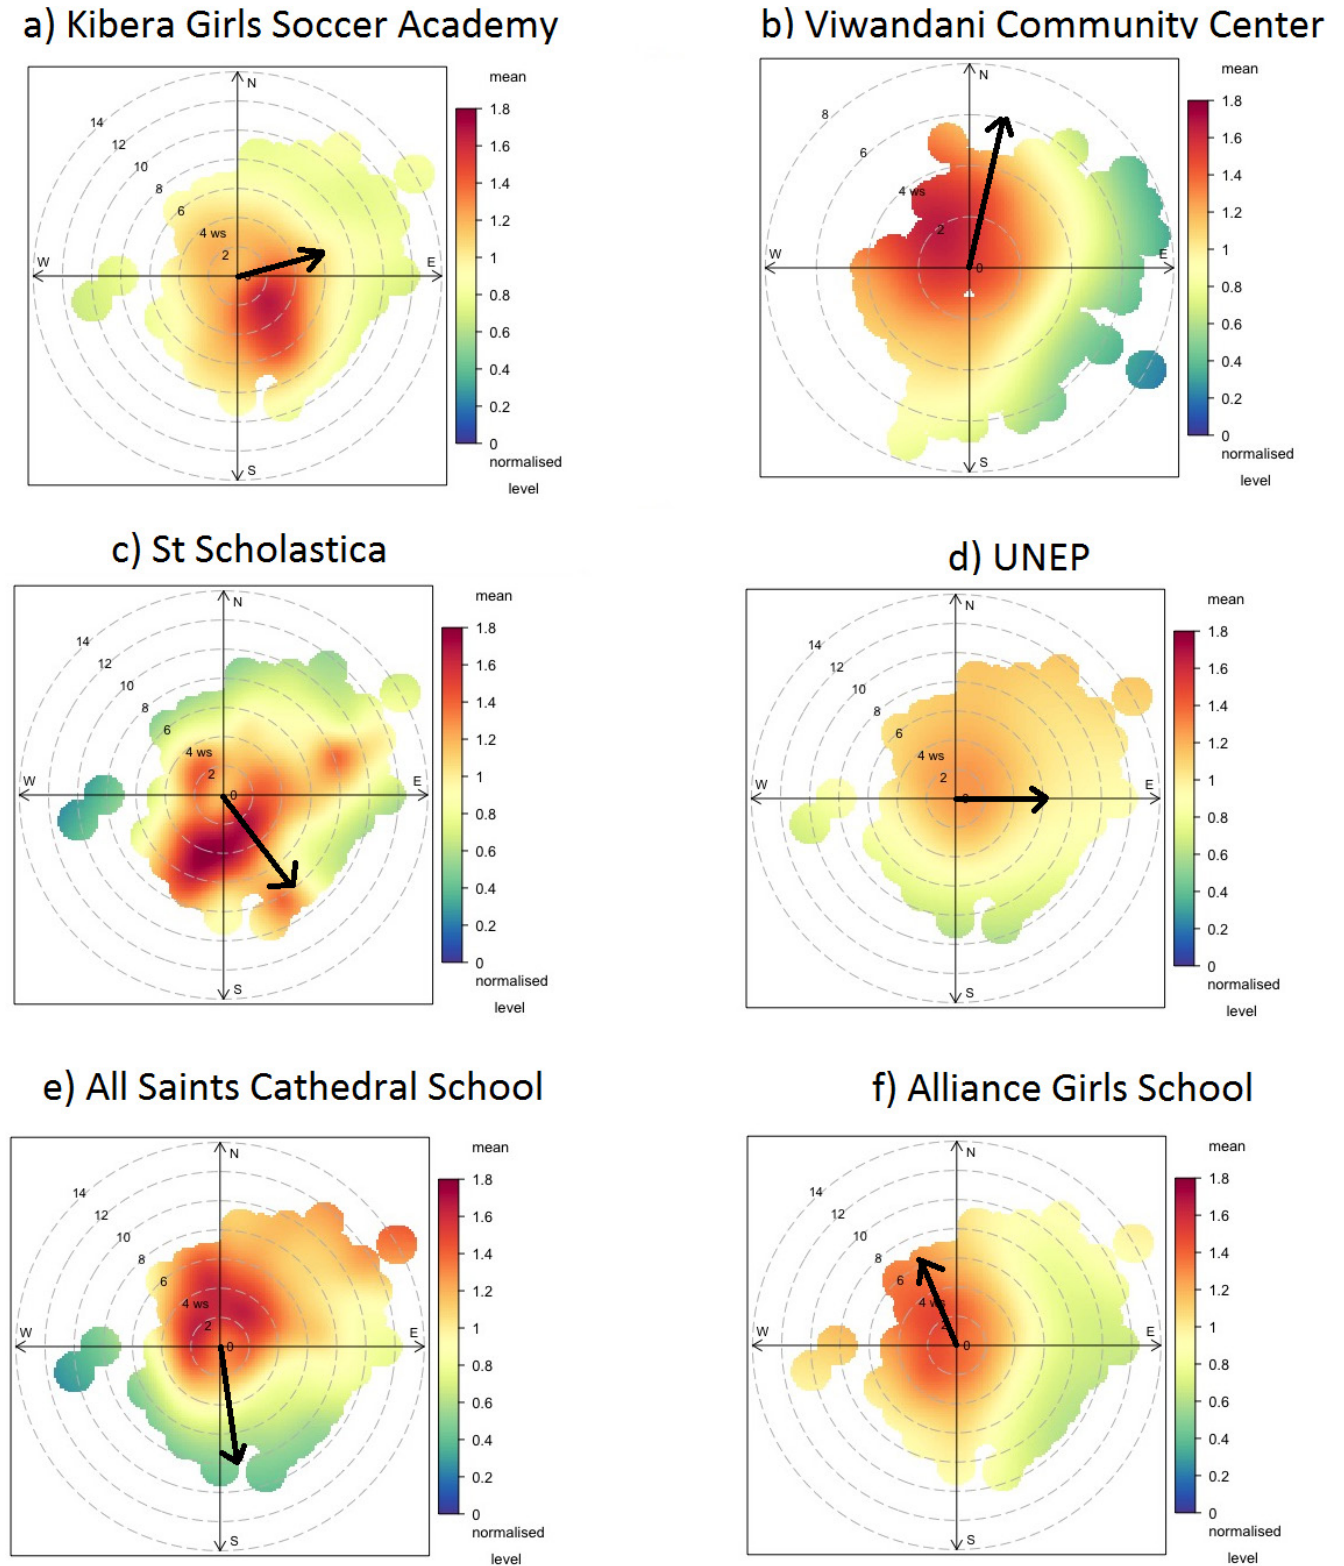 a) Kibera Girls Soccer Academy
mean
N
14
12
10
8
6
4 ws
2
0
W
E
S
1.8
1.6
1.4
1.2
1
0.8
0.6
0.4
0.2
0
normalised
level
b) Viwandani Community Center
mean
N
8
6
4 ws
2
0
W
E
S
1.8
1.6
1.4
1.2
1
0.8
0.6
0.4
0.2
0
normalised
level
c) St Scholastica
mean
N
14
12
10
8
6
4 ws
2
0
W
E
S
1.8
1.6
1.4
1.2
1
0.8
0.6
0.4
0.2
0
normalised
level
d) UNEP
mean
N
14
12
10
8
6
4 ws
2
0
W
E
S
1.8
1.6
1.4
1.2
1
0.8
0.6
0.4
0.2
0
normalised
level
e) All Saints Cathedral School
mean
N
14
12
10
8
6
4 ws
2
0
W
E
S
1.8
1.6
1.4
1.2
1
0.8
0.6
0.4
0.2
0
normalised
level
f) Alliance Girls School
mean
N
14
12
10
8
6
4 ws
2
0
W
E
S
1.8
1.6
1.4
1.2
1
0.8
0.6
0.4
0.2
0
normalised
level